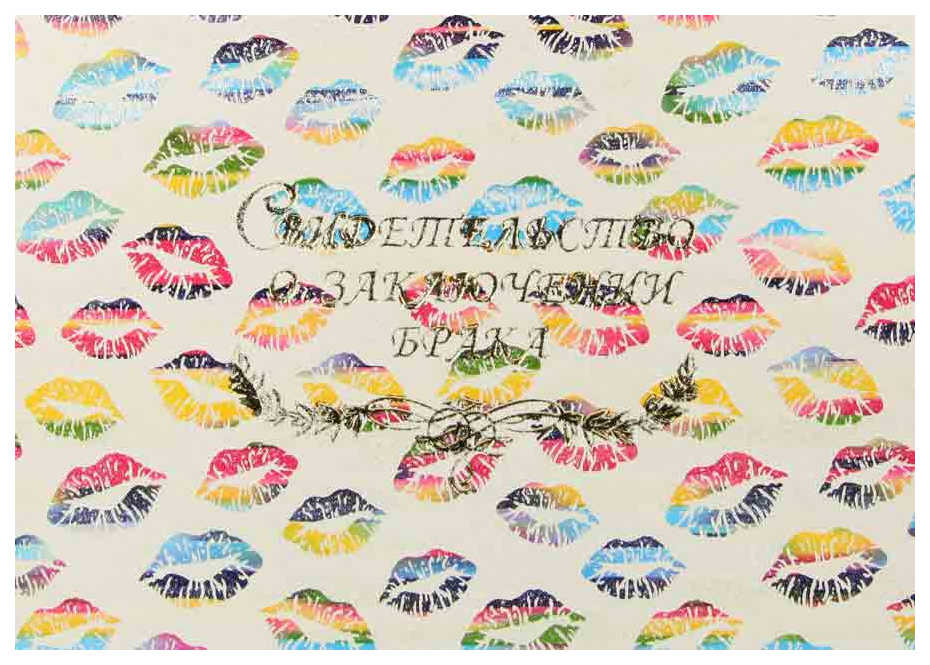 Свидетельство
о заключении
брака